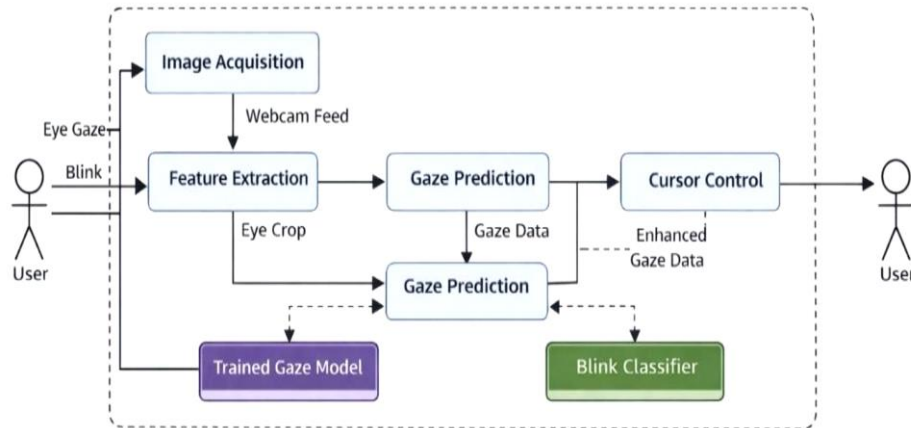 Image Acquisition
Webcam Feed
Eye Gaze
Blink
Feature Extraction
Gaze Prediction
Cursor Control
User
Eye Crop
Gaze Data
Enhanced
Gaze Data
User
Gaze Prediction
Trained Gaze Model
Blink Classifier